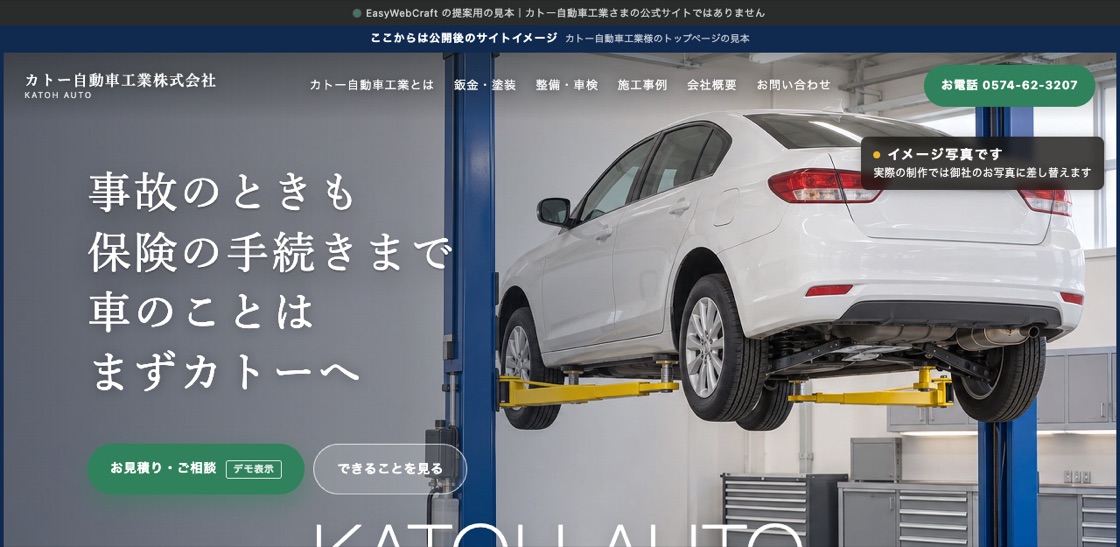 EasyWebCraft の提案用の見本｜カトー自動車工業さまの公式サイトではありません
ここからは公開後のサイトイメージ カトー自動車工業様のトップページの見本
カトー自動車工業株式会社
KATOH AUTO
カトー自動車工業とは 鈑金・塗装 整備・車検 施工事例 会社概要 お問い合わせ
お電話 0574-62-3207
イメージ写真です
実際の制作では御社のお写真に差し替えます
事故のときも
保険の手続きまで
車のことは
まずカトーへ
お見積り・ご相談 デモ表示
できることを見る
KATOH AUTO